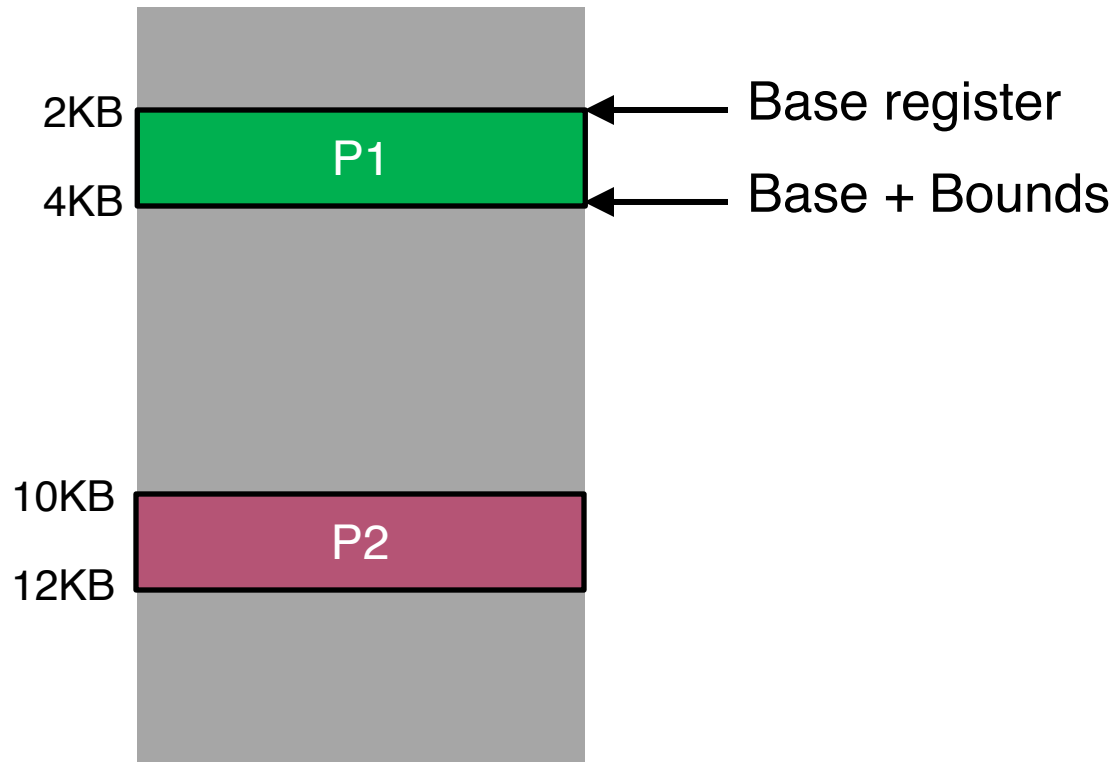 2KB
Base register
P1
4KB
Base + Bounds
10KB
P2
12KB